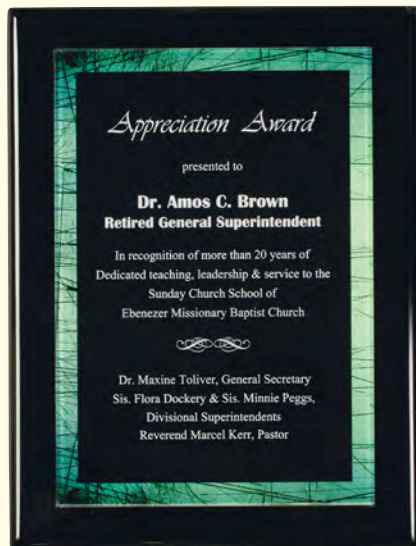 Appreciation Award
presented to
Dr. Amos C. Brown
Retired General Superintendent
In recognition of more than 20 years of
Dedicated teaching, leadership & service to the
Sunday Church School of
Ebenezer Missionary Baptist Church
Dr. Maxine Toliver, General Secretary
Sis. Flora Dockery & Sis. Minnie Peggs,
Divisional Superintendents
Reverend Marcel Kerr, Pastor